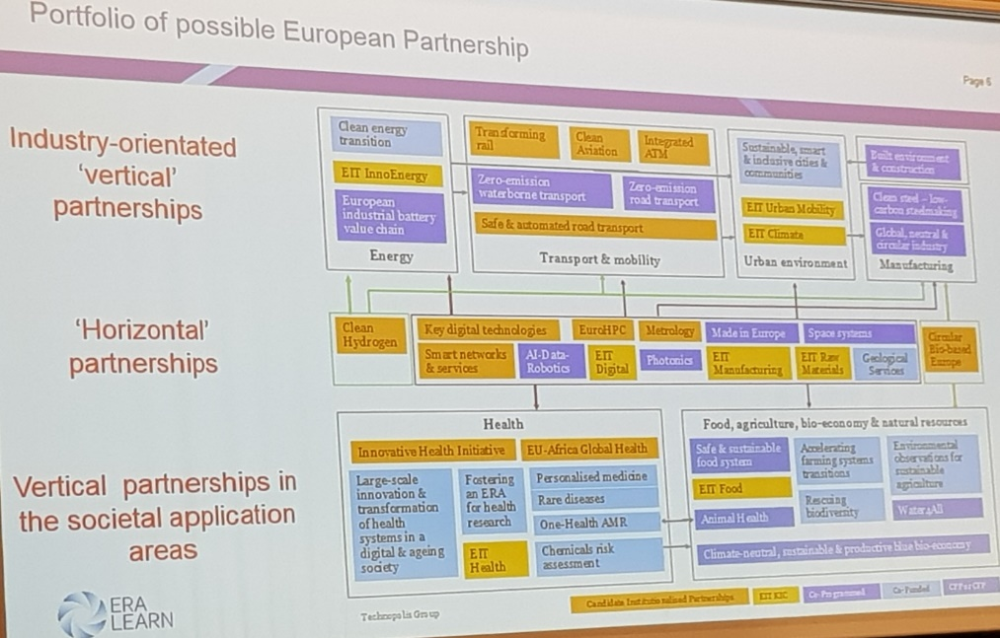 Portfolio of possible European Partnership
Page 6
Industry-orientated
‘vertical’
partnerships
Clean energy
transition
EIT InnoEnergy
European
industrial battery
value chain
Energy
Transforming
rail
Clean
Aviation
Integrated
ATM
Zero-emission
waterborne transport
Zero-emission
road transport
Safe & automated road transport
Transport & mobility
Sustainable, smart
& inclusive cities &
communities
EIT Urban Mobility
EIT Climate
Urban environment
Built environment
& construction
Clean steel – low-
carbon steelmaking
Global, neutral &
circular industry
Manufacturing
‘Horizontal’
partnerships
Clean
Hydrogen
Key digital technologies
EuroHPC
Metrology
Made in Europe
Space systems
Smart networks
& services
AI-Data-
Robotics
EIT
Digital
Photonics
EIT
Manufacturing
EIT Raw
Materials
Geological
Services
Circular
Bio-based
Europe
Vertical partnerships in
the societal application
areas
Health
Innovative Health Initiative
EU-Africa Global Health
Large-scale
innovation &
transformation
of health
systems in a
digital & ageing
society
Fostering
an ERA
for health
research
EIT
Health
Personalised medicine
Rare diseases
One-Health AMR
Chemicals risk
assessment
Food, agriculture, bio-economy & natural resources
Safe & sustainable
food system
EIT Food
Animal Health
Accelerating
farming systems
transitions
Rescuing
biodiversity
Environmental
observations for
sustainable
agriculture
Water4All
Climate-neutral, sustainable & productive blue bio-economy
ERA
LEARN
Technopolis Group
Candidate Institutionalised Partnerships
EIT KIC
Co-Programmed
Co-Funded